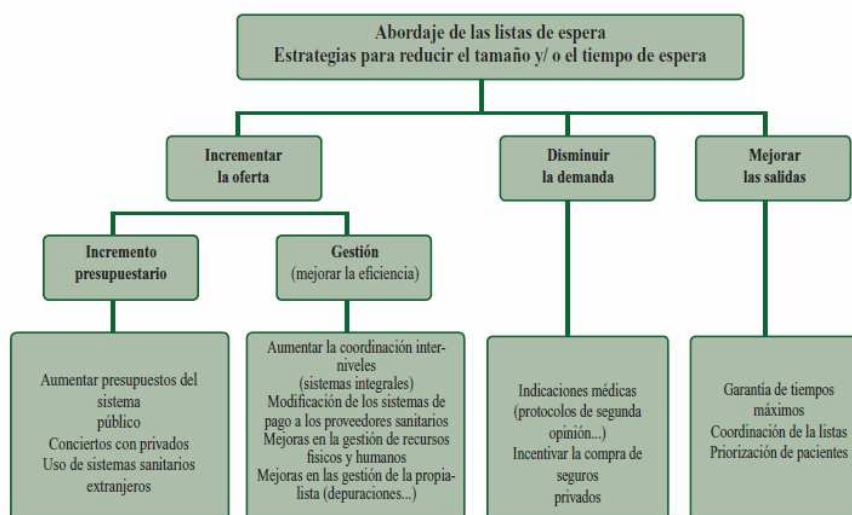 Abordaje de las listas de espera
Estrategias para reducir el tamaño y/ o el tiempo de espera
Incrementar
la oferta
Disminuir
la demanda
Mejorar
las salidas
Incremento
presupuestario
Gestión
(mejorar la eficiencia)
Aumentar presupuestos del
sistema
público
Conciertos con privados
Uso de sistemas sanitarios
extranjeros
Aumentar la coordinación inter-
niveles
(sistemas integrales)
Modificación de los sistemas de
pago a los proveedores sanitarios
Mejoras en la gestión de recursos
físicos y humanos
Mejoras en las gestión de la propia-
lista (depuraciones...)
Indicaciones médicas
(protocolos de segunda
opinión...)
Incentivar la compra de
seguros
privados
Garantía de tiempos
máximos
Coordinación de la listas
Priorización de pacientes